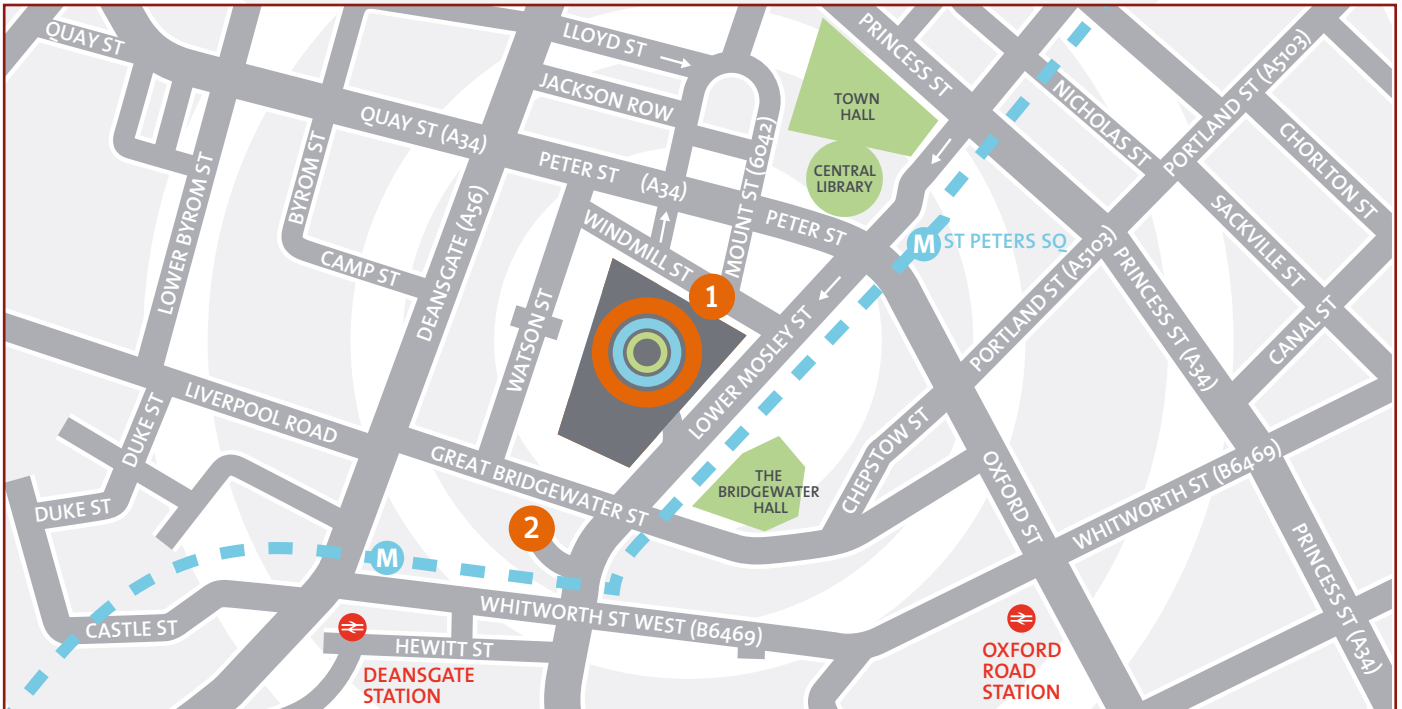 QUAY ST
LLOYD ST
PRINCESS ST
PORTLAND ST (A5103)
JACKSON ROW
NICHOLAS ST
TOWN
HALL
QUAY ST (A34)
CHORLTON ST
PETER ST (A34)
MOUNT ST (6042)
CENTRAL
LIBRARY
LOWER BYROM ST
BYROM ST
SACKVILLE ST
WINDMILL ST
PETER ST
M ST PETERS SQ
CAMP ST
DEANSGATE (A56)
1
PORTLAND ST (A5103)
PRINCESS ST (A34)
CANAL ST
WATSON ST
LOWER MOSLEY ST
LIVERPOOL ROAD
DUKE ST
GREAT BRIDGEWATER ST
THE
BRIDGEWATER
HALL
CHEPSTOW ST
OXFORD ST
WHITWORTH ST (B6469)
DUKE ST
2
M
PRINCESS ST (A34)
CASTLE ST
WHITWORTH ST WEST (B6469)
HEWITT ST
DEANSGATE
STATION
OXFORD
ROAD
STATION